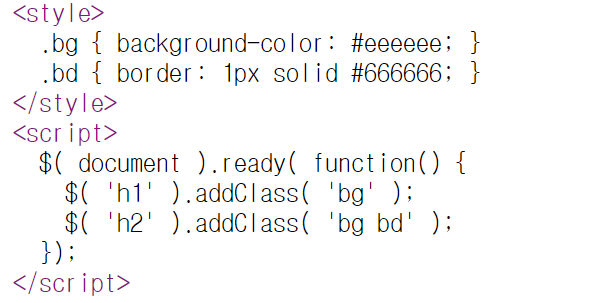 <style>
  .bg { background-color: #eeeeee; }
  .bd { border: 1px solid #666666; }
</style>
<script>
  $( document ).ready( function() {
    $( 'h1' ).addClass( 'bg' );
    $( 'h2' ).addClass( 'bg bd' );
  });
</script>